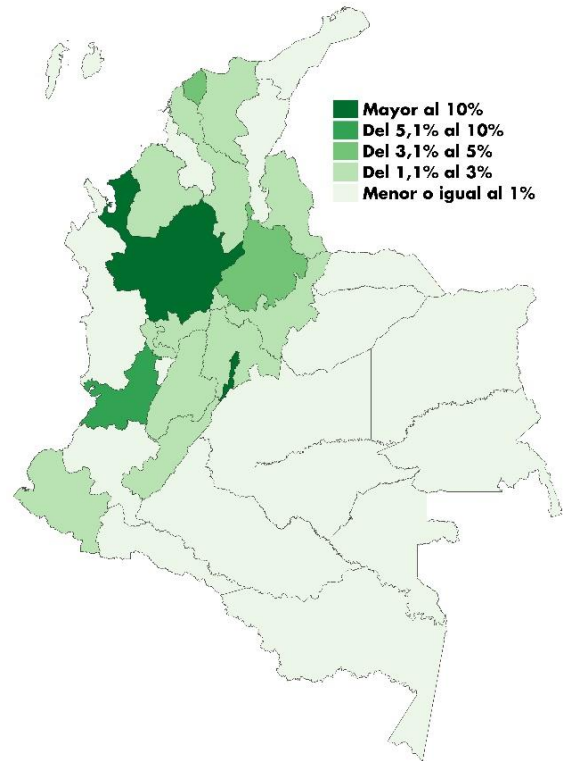 Mayor al 10%
Del 5,1% al 10%
Del 3,1% al 5%
Del 1,1% al 3%
Menor o igual al 1%